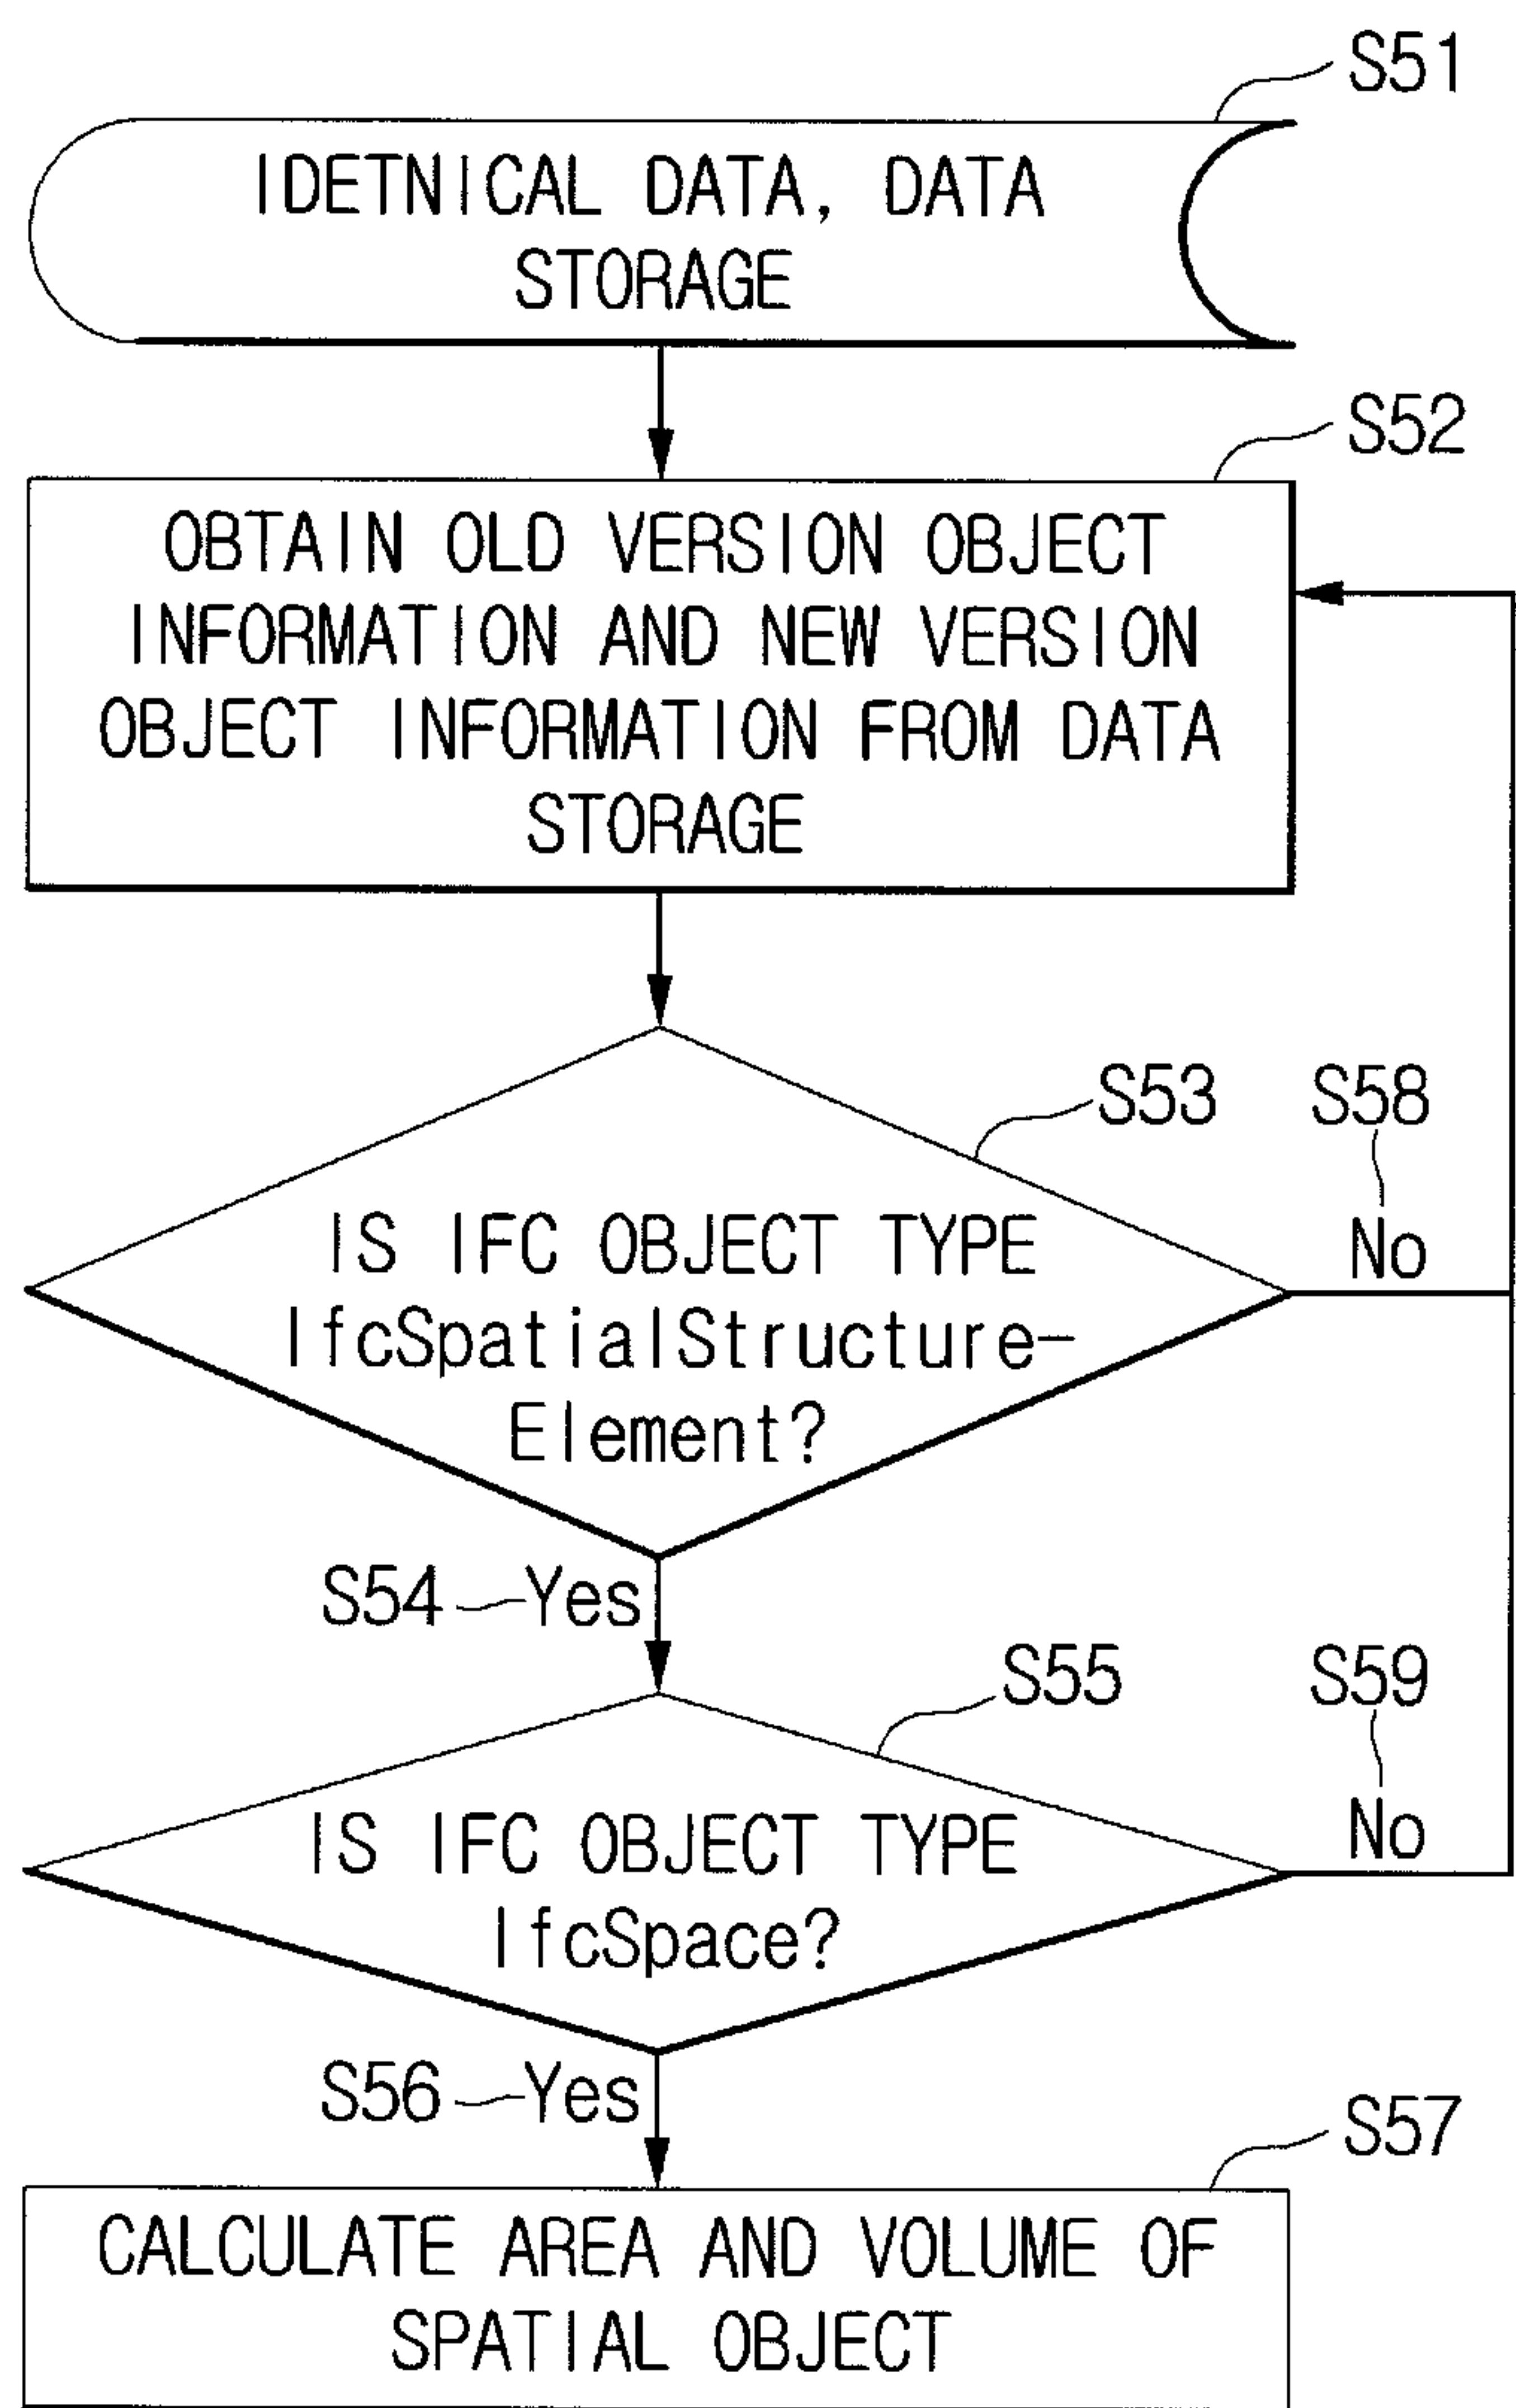 S51
IDETNICAL DATA, DATA
STORAGE
S52
OBTAIN OLD VERSION OBJECT
INFORMATION AND NEW VERSION
OBJECT INFORMATION FROM DATA
STORAGE
S53
S58
No
IS IFC OBJECT TYPE
IfcSpatialStructure-
Element?
S54
Yes
S55
S59
No
IS IFC OBJECT TYPE
IfcSpace?
S56
Yes
S57
CALCULATE AREA AND VOLUME OF
SPATIAL OBJECT